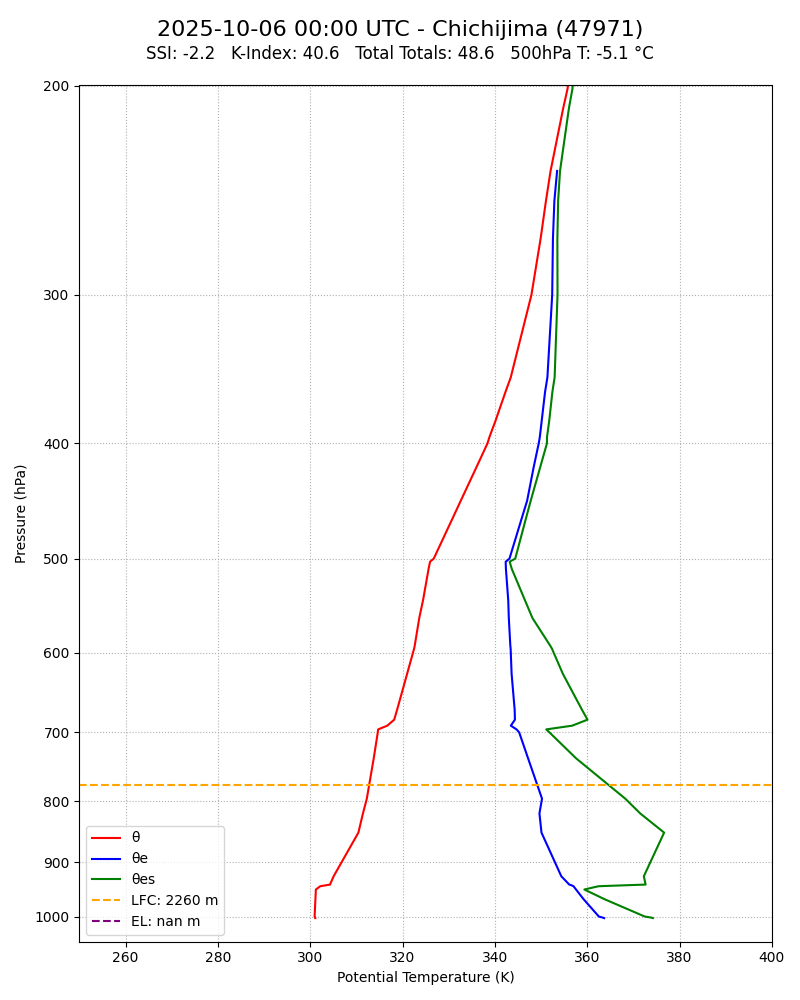 2025-10-06 00:00 UTC - Chichijima (47971)
SSI: -2.2   K-Index: 40.6   Total Totals: 48.6   500hPa T: -5.1 °C
200
300
400
500
600
700
800
900
1000
Pressure (hPa)
θ
θe
θes
LFC: 2260 m
EL: nan m
260
280
300
320
340
360
380
400
Potential Temperature (K)